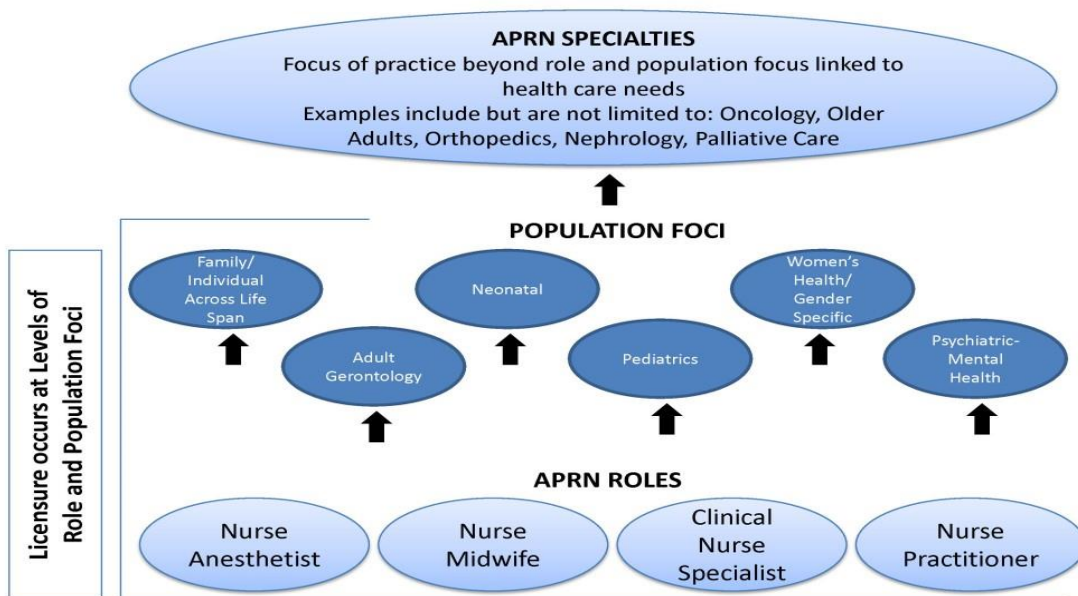 APRN SPECIALTIES
Focus of practice beyond role and population focus linked to
health care needs
Examples include but are not limited to: Oncology, Older
Adults, Orthopedics, Nephrology, Palliative Care
Licensure occurs at Levels of
Role and Population Foci
POPULATION FOCI
Family/
Individual
Across Life
Span
Adult
Gerontology
Neonatal
Pediatrics
Women's
Health/
Gender
Specific
Psychiatric-
Mental
Health
APRN ROLES
Nurse
Anesthetist
Nurse
Midwife
Clinical
Nurse
Specialist
Nurse
Practitioner